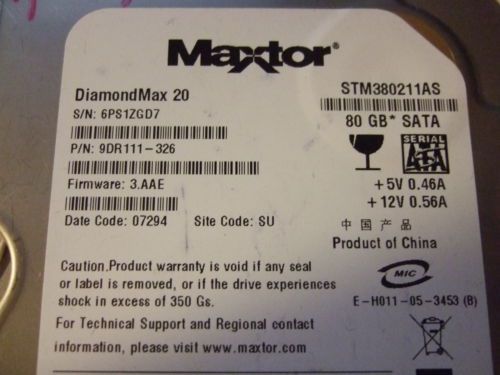 Maxtor®
DiamondMax 20
STM380211AS
S/N: 6PS1ZGD7
80 GB* SATA
P/N: 9DR111-326
SERIAL
SATA
Firmware: 3.AAE
+5V 0.46A
+12V 0.56A
Date Code: 07294 Site Code: SU
中国产品
Product of China
Caution.Product warranty is void if any seal
or label is removed, or if the drive experiences
shock in excess of 350 Gs.
MIC
E-H011-05-3453 (B)
For Technical Support and Regional contact
information, please visit www.maxtor.com